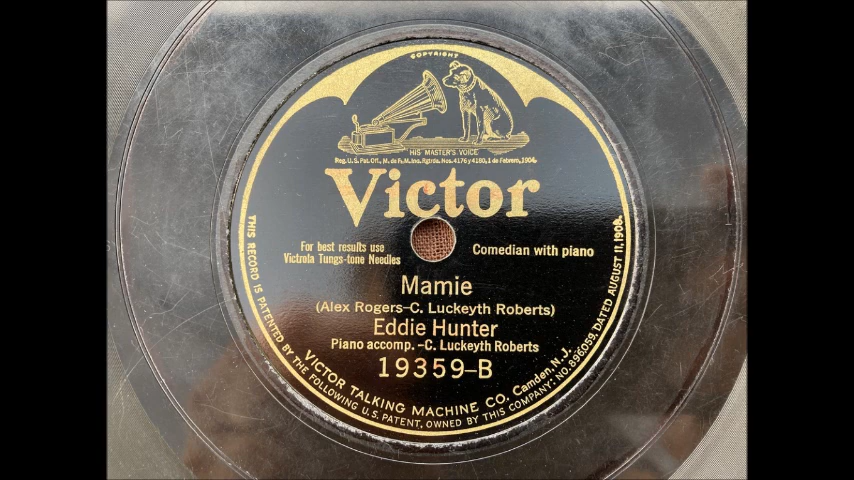 COPYRIGHT
HIS MASTER'S VOICE
Reg. U.S. Pat. Off., M. de F. M. Ind. Rgtrda. Nos. 4176 y 4180, 1 de Febrero, 1904.
Victor
For best results use
Victrola Tungs-tone Needles
Comedian with piano
Mamie
(Alex Rogers–C. Luckeyth Roberts)
Eddie Hunter
Piano accomp. –C. Luckeyth Roberts
19359–B
VICTOR TALKING MACHINE CO. Camden, N.J.
THIS RECORD IS PATENTED BY THE FOLLOWING U.S. PATENT, OWNED BY THIS COMPANY: NO. 896059, DATED AUGUST 11, 1908.